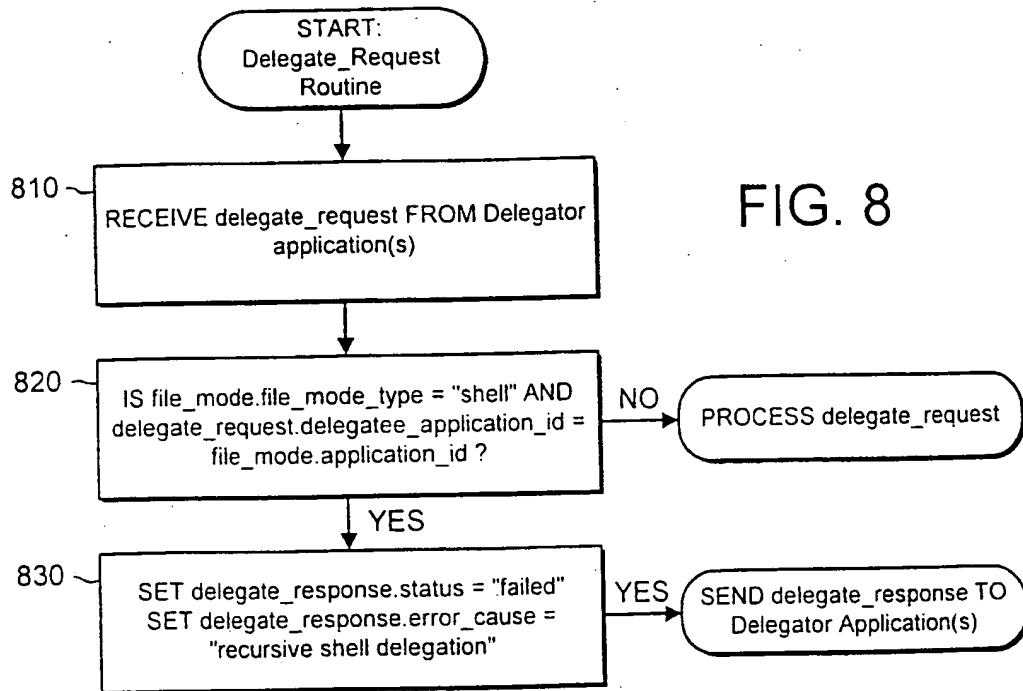 START:
Delegate_Request
Routine
810
RECEIVE delegate_request FROM Delegator
application(s)
FIG. 8
820
IS file_mode.file_mode_type = "shell" AND
delegate_request.delegatee_application_id =
file_mode.application_id ?
NO
PROCESS delegate_request
YES
830
SET delegate_response.status = "failed"
SET delegate_response.error_cause =
"recursive shell delegation"
YES
SEND delegate_response TO
Delegator Application(s)